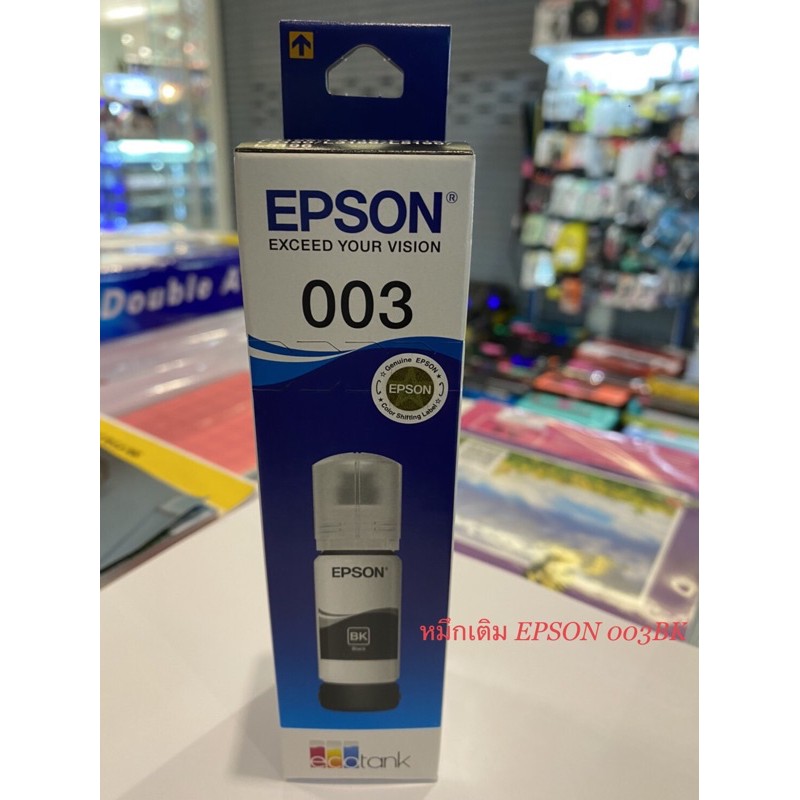 EPSON®
EXCEED YOUR VISION
003
☆ Genuine EPSON ★
EPSON
★ Color Shifting Label ☆
EPSON®
BK
Black
ecotank
Double A
หมึกเติม EPSON 003BK